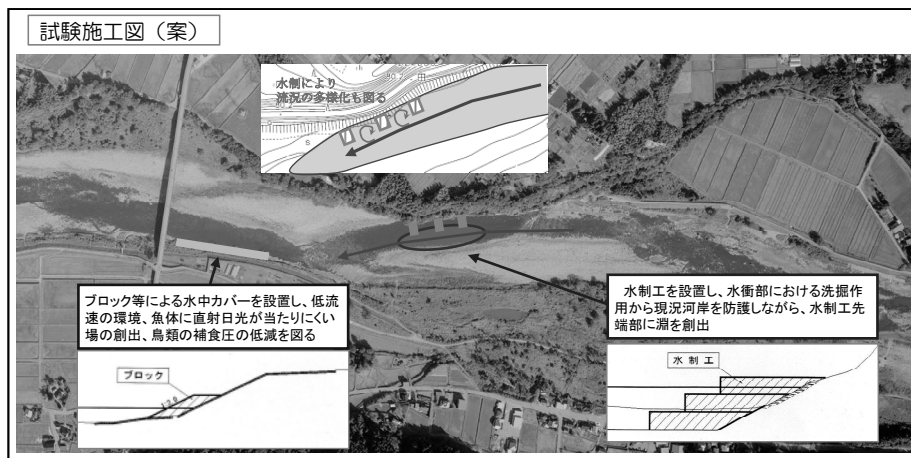 試験施工図（案）
水制により
流況の多様化も図る
ブロック等による水中カバーを設置し、低流
速の環境、魚体に直射日光が当たりにくい
場の創出、鳥類の補食圧の低減を図る
水制工を設置し、水衝部における洗掘作
用から現況河岸を防護しながら、水制工先
端部に淵を創出
ブロック
水制工